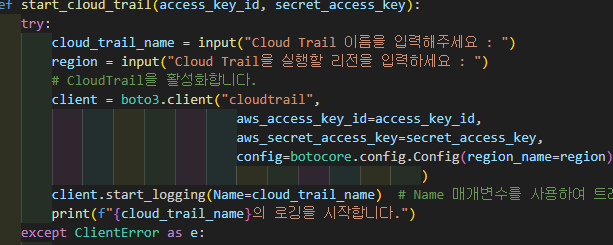 ef start_cloud_trail(access_key_id, secret_access_key):
try:
cloud_trail_name = input("Cloud Trail 이름을 입력해주세요 : ")
region = input("Cloud Trail을 실행할 리전을 입력하세요 : ")
# CloudTrail을 활성화합니다.
client = boto3.client("cloudtrail",
aws_access_key_id=access_key_id,
aws_secret_access_key=secret_access_key,
config=botocore.config.Config(region_name=region)
)
client.start_logging(Name=cloud_trail_name)  # Name 매개변수를 사용하여 트
print(f"{cloud_trail_name}의 로깅을 시작합니다.")
except ClientError as e: